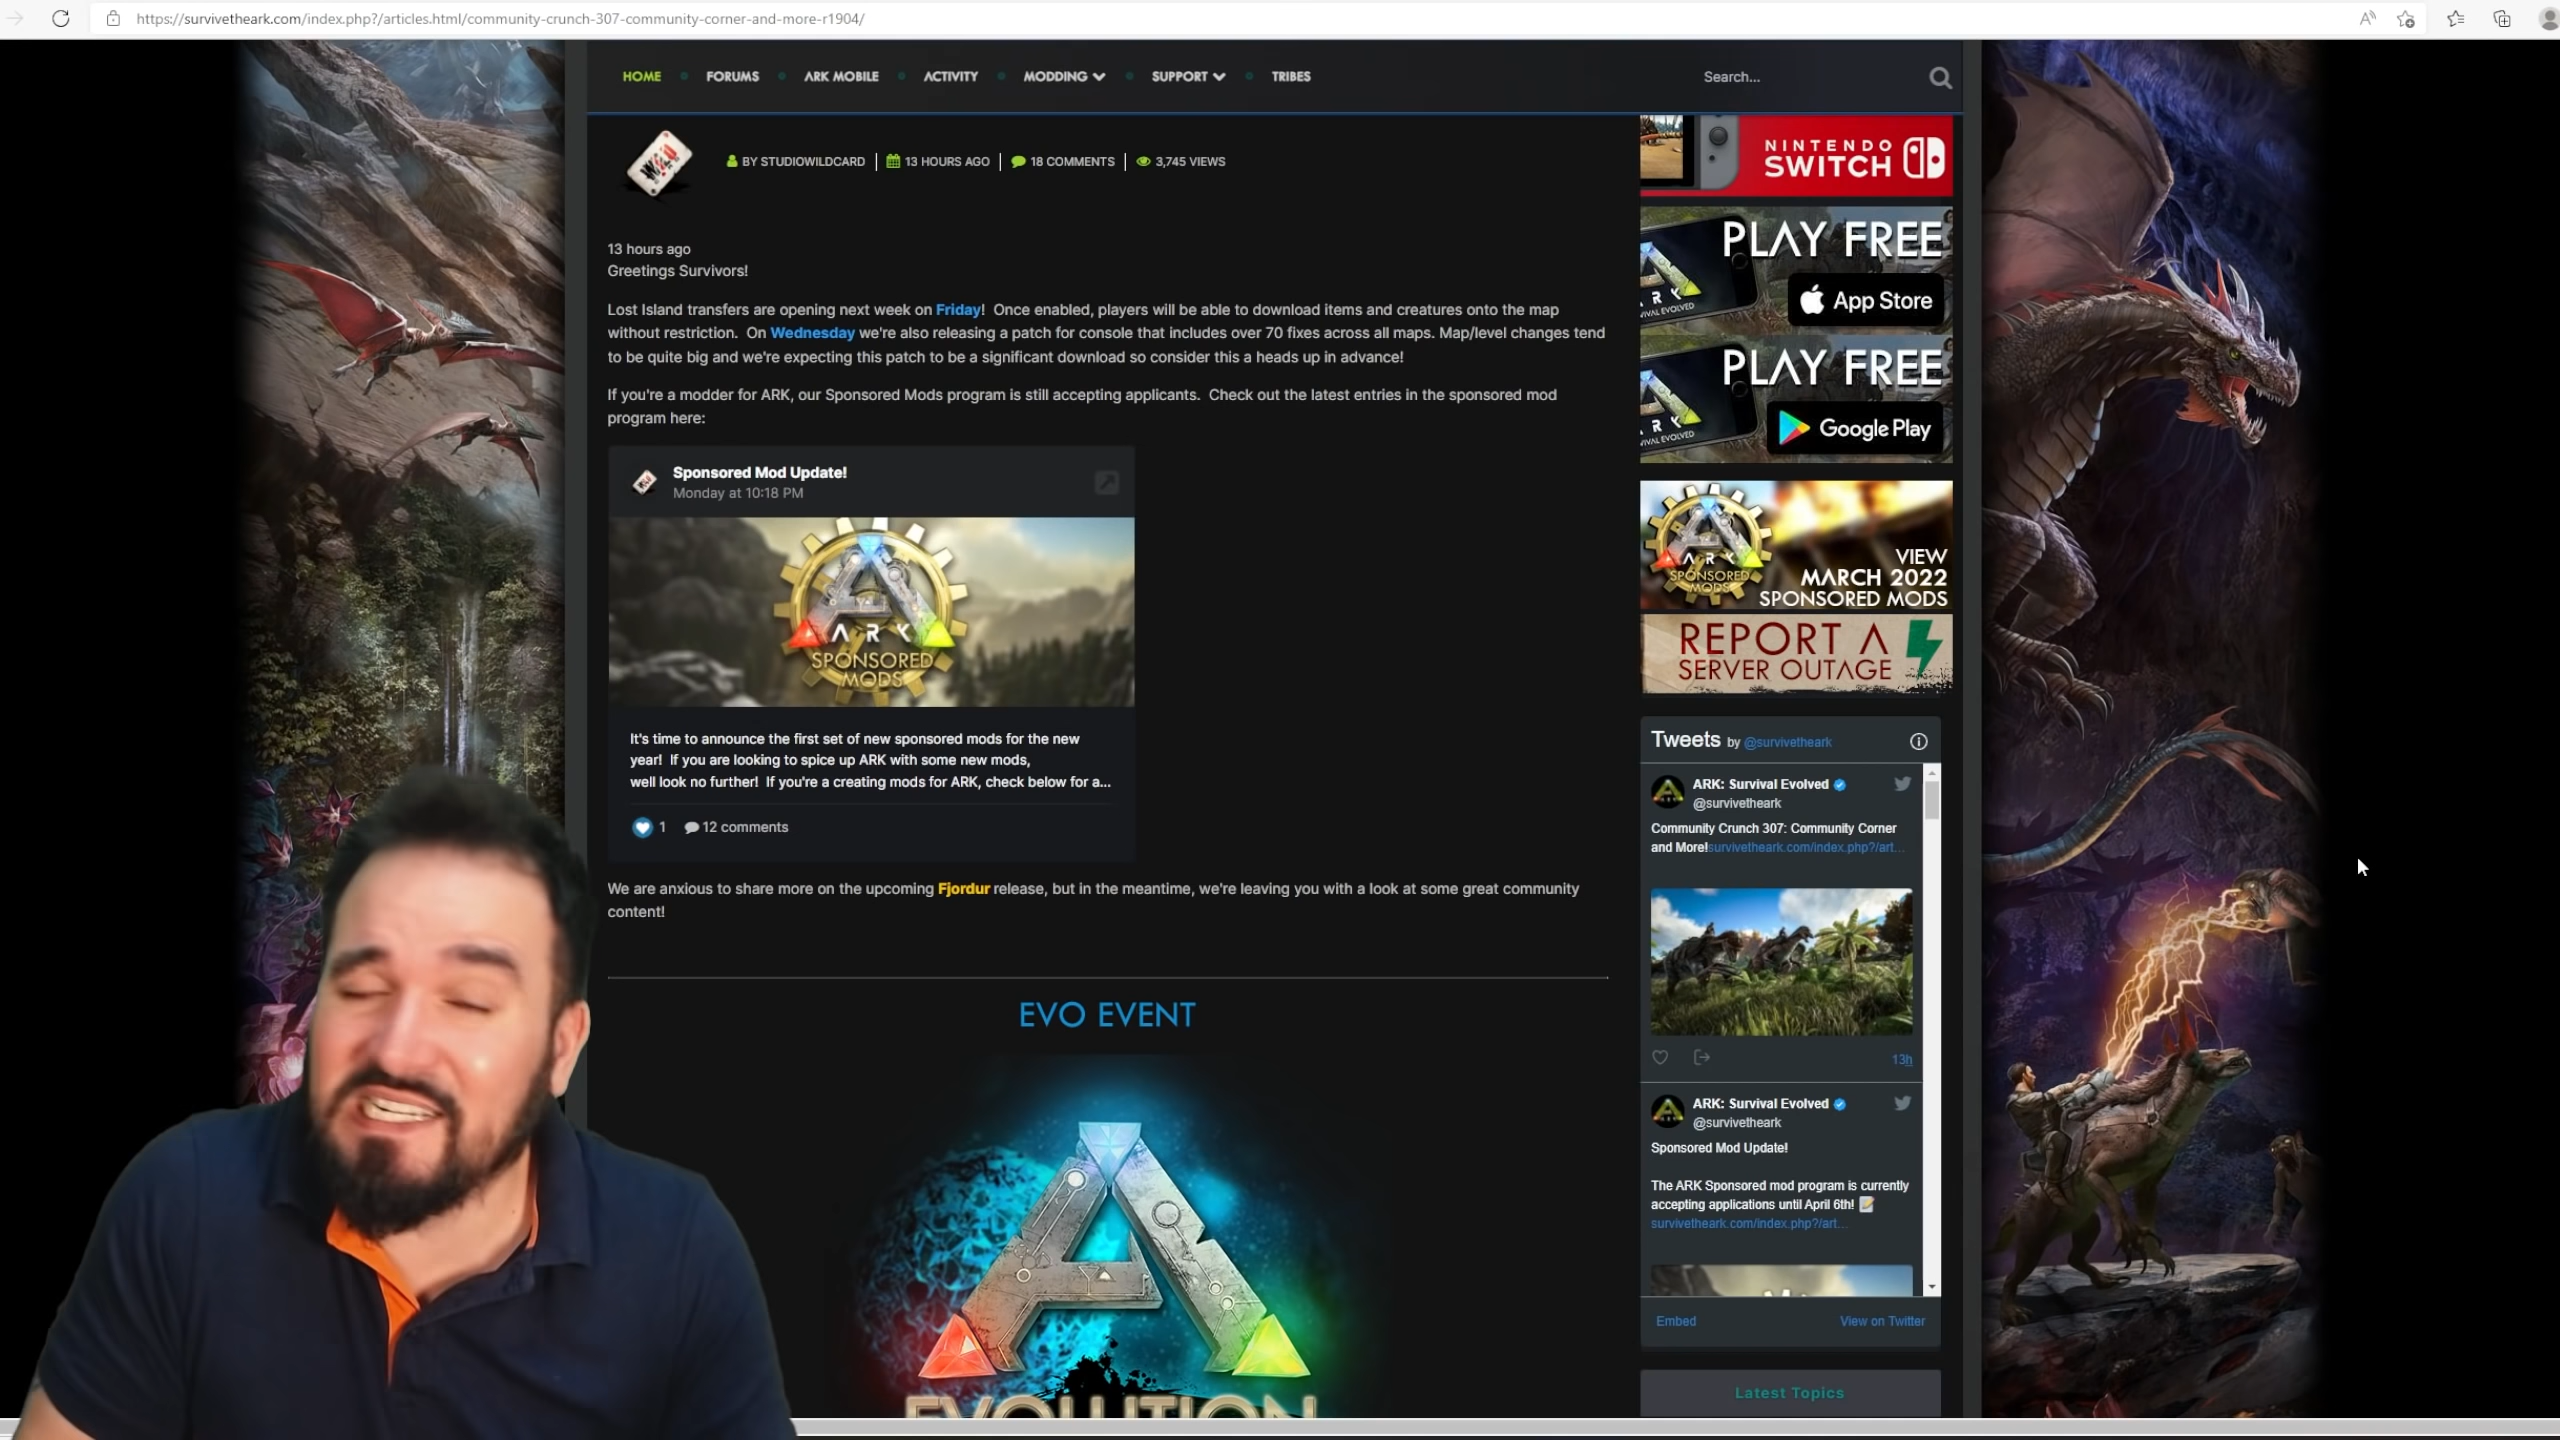 https://survivetheark.com/index.php?/articles.html/community-crunch-307-community-corner-and-more-r1904/
HOME
FORUMS
ARK MOBILE
ACTIVITY
MODDING
SUPPORT
TRIBES
Search...
BY STUDIOWILDCARD
13 HOURS AGO
18 COMMENTS
3,745 VIEWS
13 hours ago
Greetings Survivors!
Lost Island transfers are opening next week on Friday!  Once enabled, players will be able to download items and creatures onto the map
without restriction.  On Wednesday we're also releasing a patch for console that includes over 70 fixes across all maps. Map/level changes tend
to be quite big and we're expecting this patch to be a significant download so consider this a heads up in advance!
If you're a modder for ARK, our Sponsored Mods program is still accepting applicants.  Check out the latest entries in the sponsored mod
program here:
Sponsored Mod Update!
Monday at 10:18 PM
ARK
SPONSORED
MODS
It's time to announce the first set of new sponsored mods for the new
year!  If you are looking to spice up ARK with some new mods,
well look no further!  If you're a creating mods for ARK, check below for a...
1
12 comments
We are anxious to share more on the upcoming Fjordur release, but in the meantime, we're leaving you with a look at some great community
content!
EVO EVENT
EVOLUTION
NINTENDO
SWITCH
PLAY FREE
App Store
PLAY FREE
Google Play
ARK
SPONSORED
MODS
VIEW
MARCH 2022
SPONSORED MODS
REPORT A
SERVER OUTAGE
Tweets by @survivetheark
ARK: Survival Evolved
@survivetheark
Community Crunch 307: Community Corner
and More!survivetheark.com/index.php?/art...
13h
ARK: Survival Evolved
@survivetheark
Sponsored Mod Update!
The ARK Sponsored mod program is currently
accepting applications until April 6th!
survivetheark.com/index.php?/art...
Embed
View on Twitter
Latest Topics